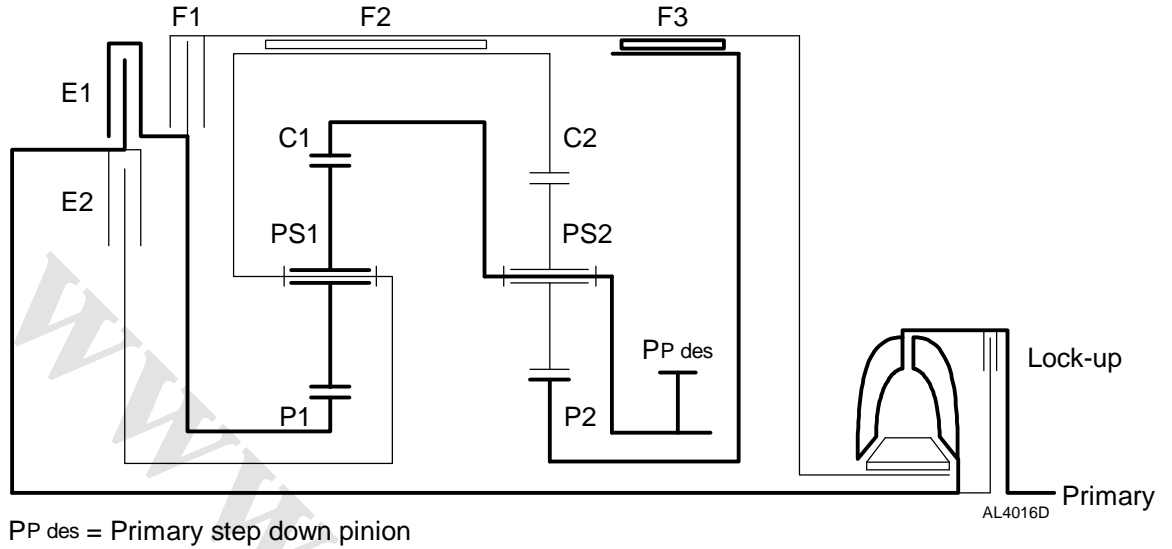 F1 F2 F3
E1
C1 C2
E2
PS1 PS2
PP des
Lock-up
P1 P2
Primary
AL4016D
PP des = Primary step down pinion
www